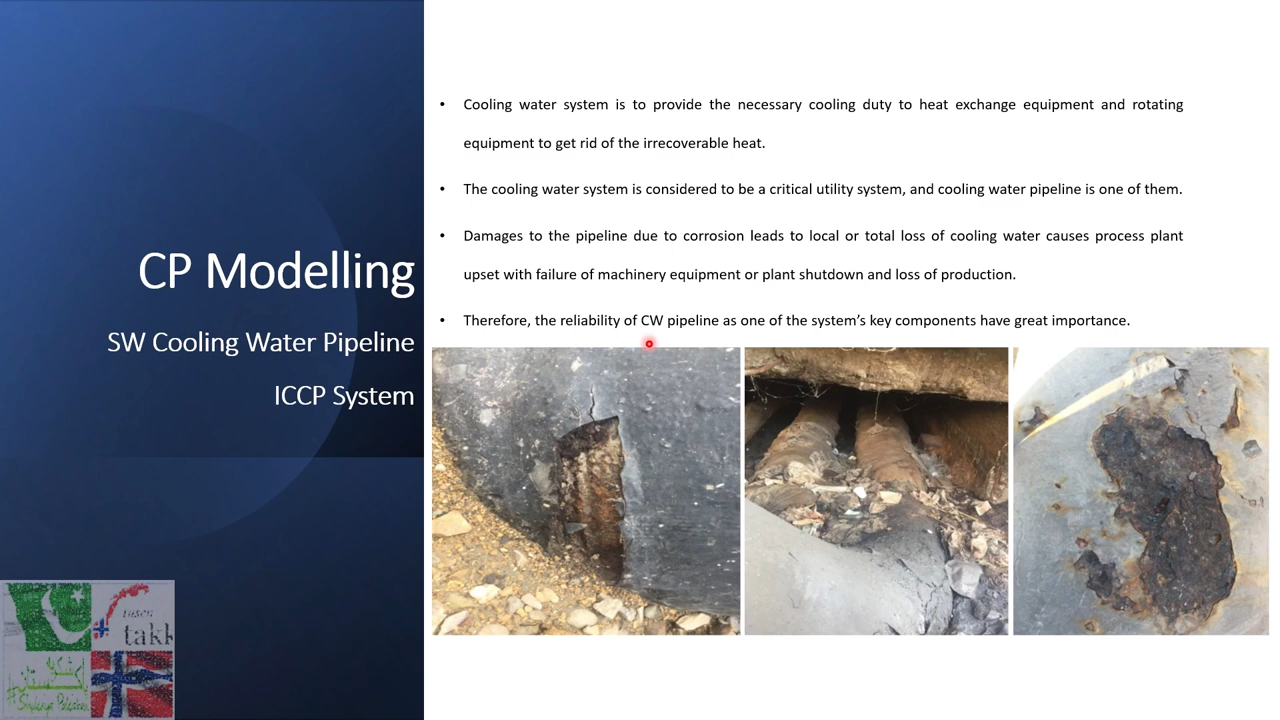 CP Modelling
SW Cooling Water Pipeline
ICCP System
• Cooling water system is to provide the necessary cooling duty to heat exchange equipment and rotating
equipment to get rid of the irrecoverable heat.
• The cooling water system is considered to be a critical utility system, and cooling water pipeline is one of them.
• Damages to the pipeline due to corrosion leads to local or total loss of cooling water causes process plant
upset with failure of machinery equipment or plant shutdown and loss of production.
• Therefore, the reliability of CW pipeline as one of the system’s key components have great importance.
takk